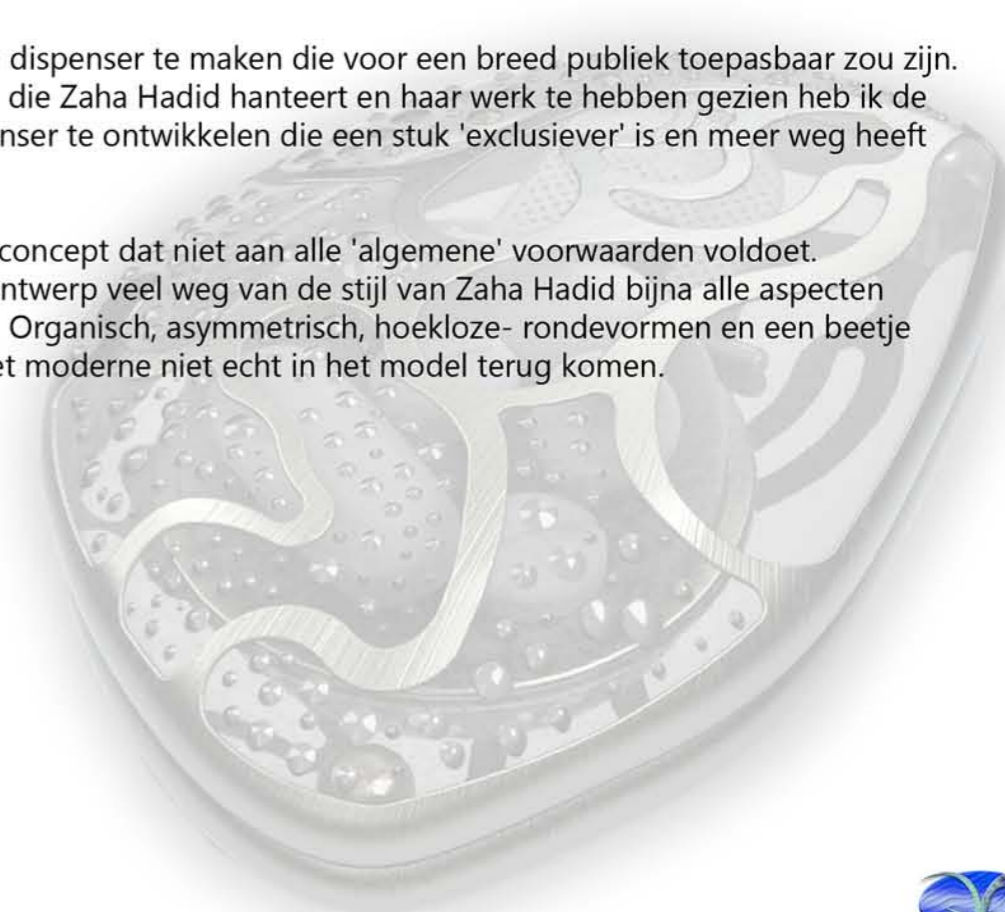 dispenser te maken die voor een breed publiek toepasbaar zou zijn.
die Zaha Hadid hanteert en haar werk te hebben gezien heb ik de
nser te ontwikkelen die een stuk 'exclusiever' is en meer weg heeft
concept dat niet aan alle 'algemene' voorwaarden voldoet.
ntwerp veel weg van de stijl van Zaha Hadid bijna alle aspecten
Organisch, asymmetrisch, hoekloze- rondevormen en een beetje
et moderne niet echt in het model terug komen.